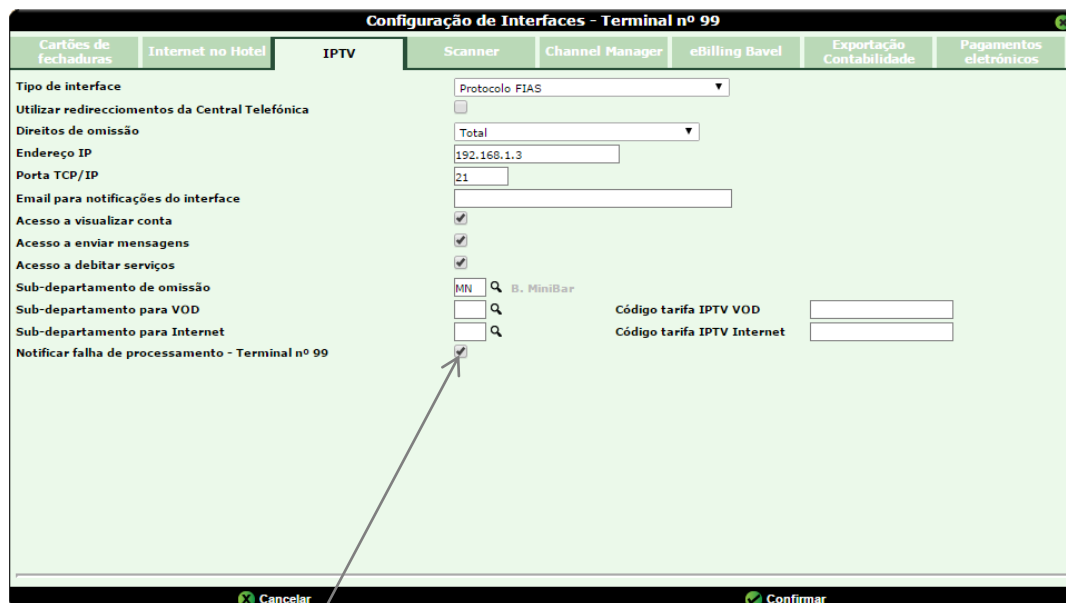 Configuração de Interfaces - Terminal nº 99
Cartões de fechaduras
Internet no Hotel
IPTV
Scanner
Channel Manager
eBilling Bavel
Exportação Contabilidade
Pagamentos eletrónicos
Tipo de interface Protocolo FIAS
Utilizar redirecciomentos da Central Telefónica
Direitos de omissão Total
Endereço IP 192.168.1.3
Porta TCP/IP 21
Email para notificações do interface
Acesso a visualizar conta
Acesso a enviar mensagens
Acesso a debitar serviços
Sub-departamento de omissão MN B. MiniBar
Sub-departamento para VOD Código tarifa IPTV VOD
Sub-departamento para Internet Código tarifa IPTV Internet
Notificar falha de processamento - Terminal nº 99
Cancelar Confirmar